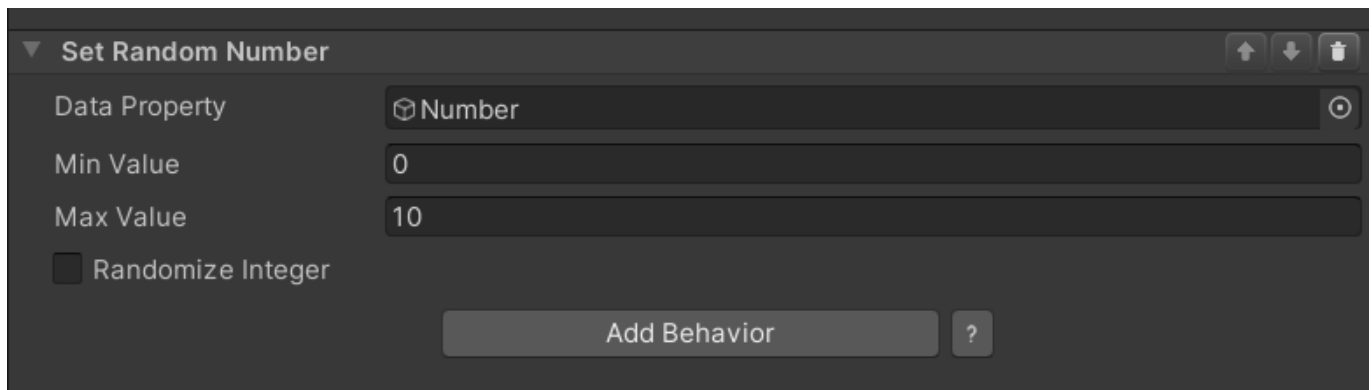 Set Random Number
Data Property Number
Min Value 0
Max Value 10
Randomize Integer
Add Behavior ?